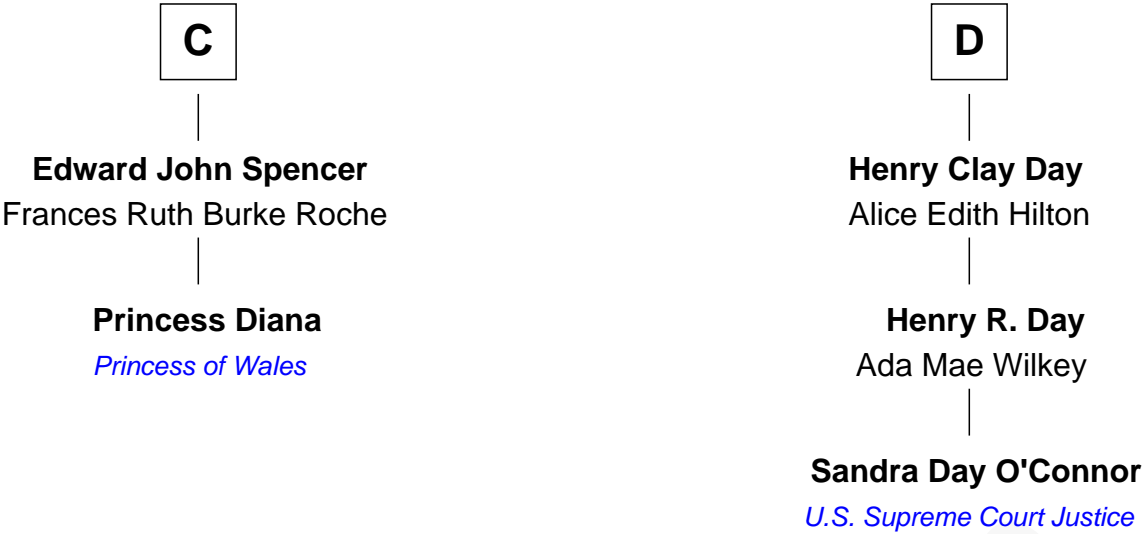 C
Edward John Spencer
Frances Ruth Burke Roche
Princess Diana
Princess of Wales
D
Henry Clay Day
Alice Edith Hilton
Henry R. Day
Ada Mae Wilkey
Sandra Day O'Connor
U.S. Supreme Court Justice